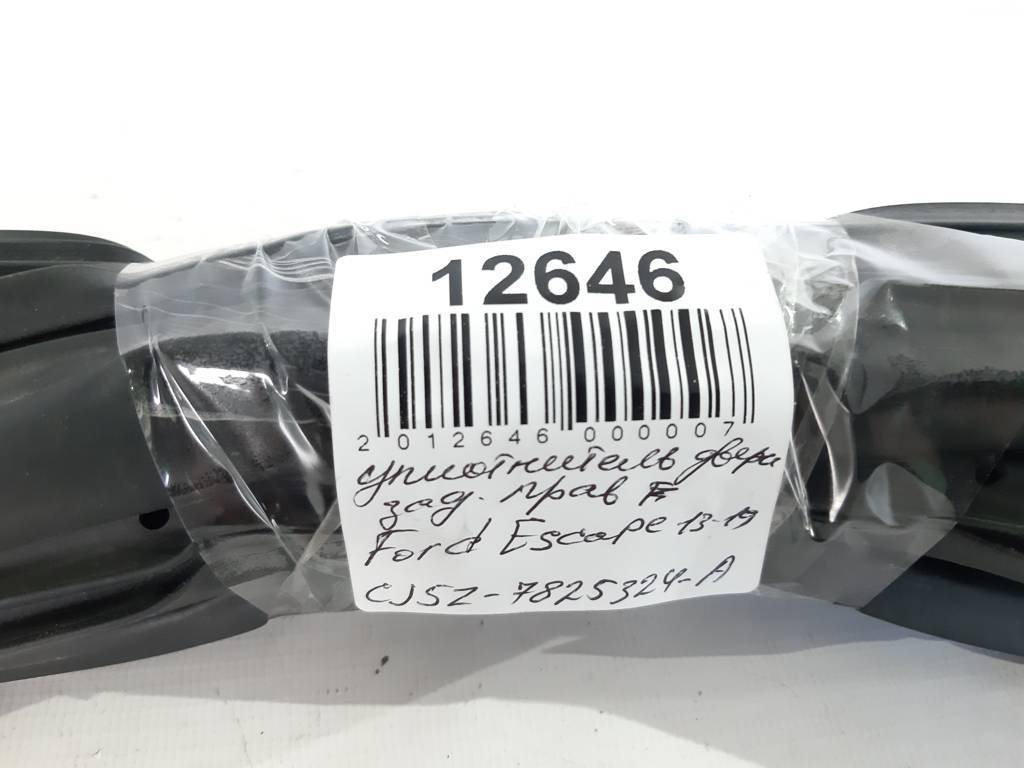 12646
2 012646 000007
уплотнитель двери
зад. прав F
Ford Escape 13-19
CJ5Z-7825324-A